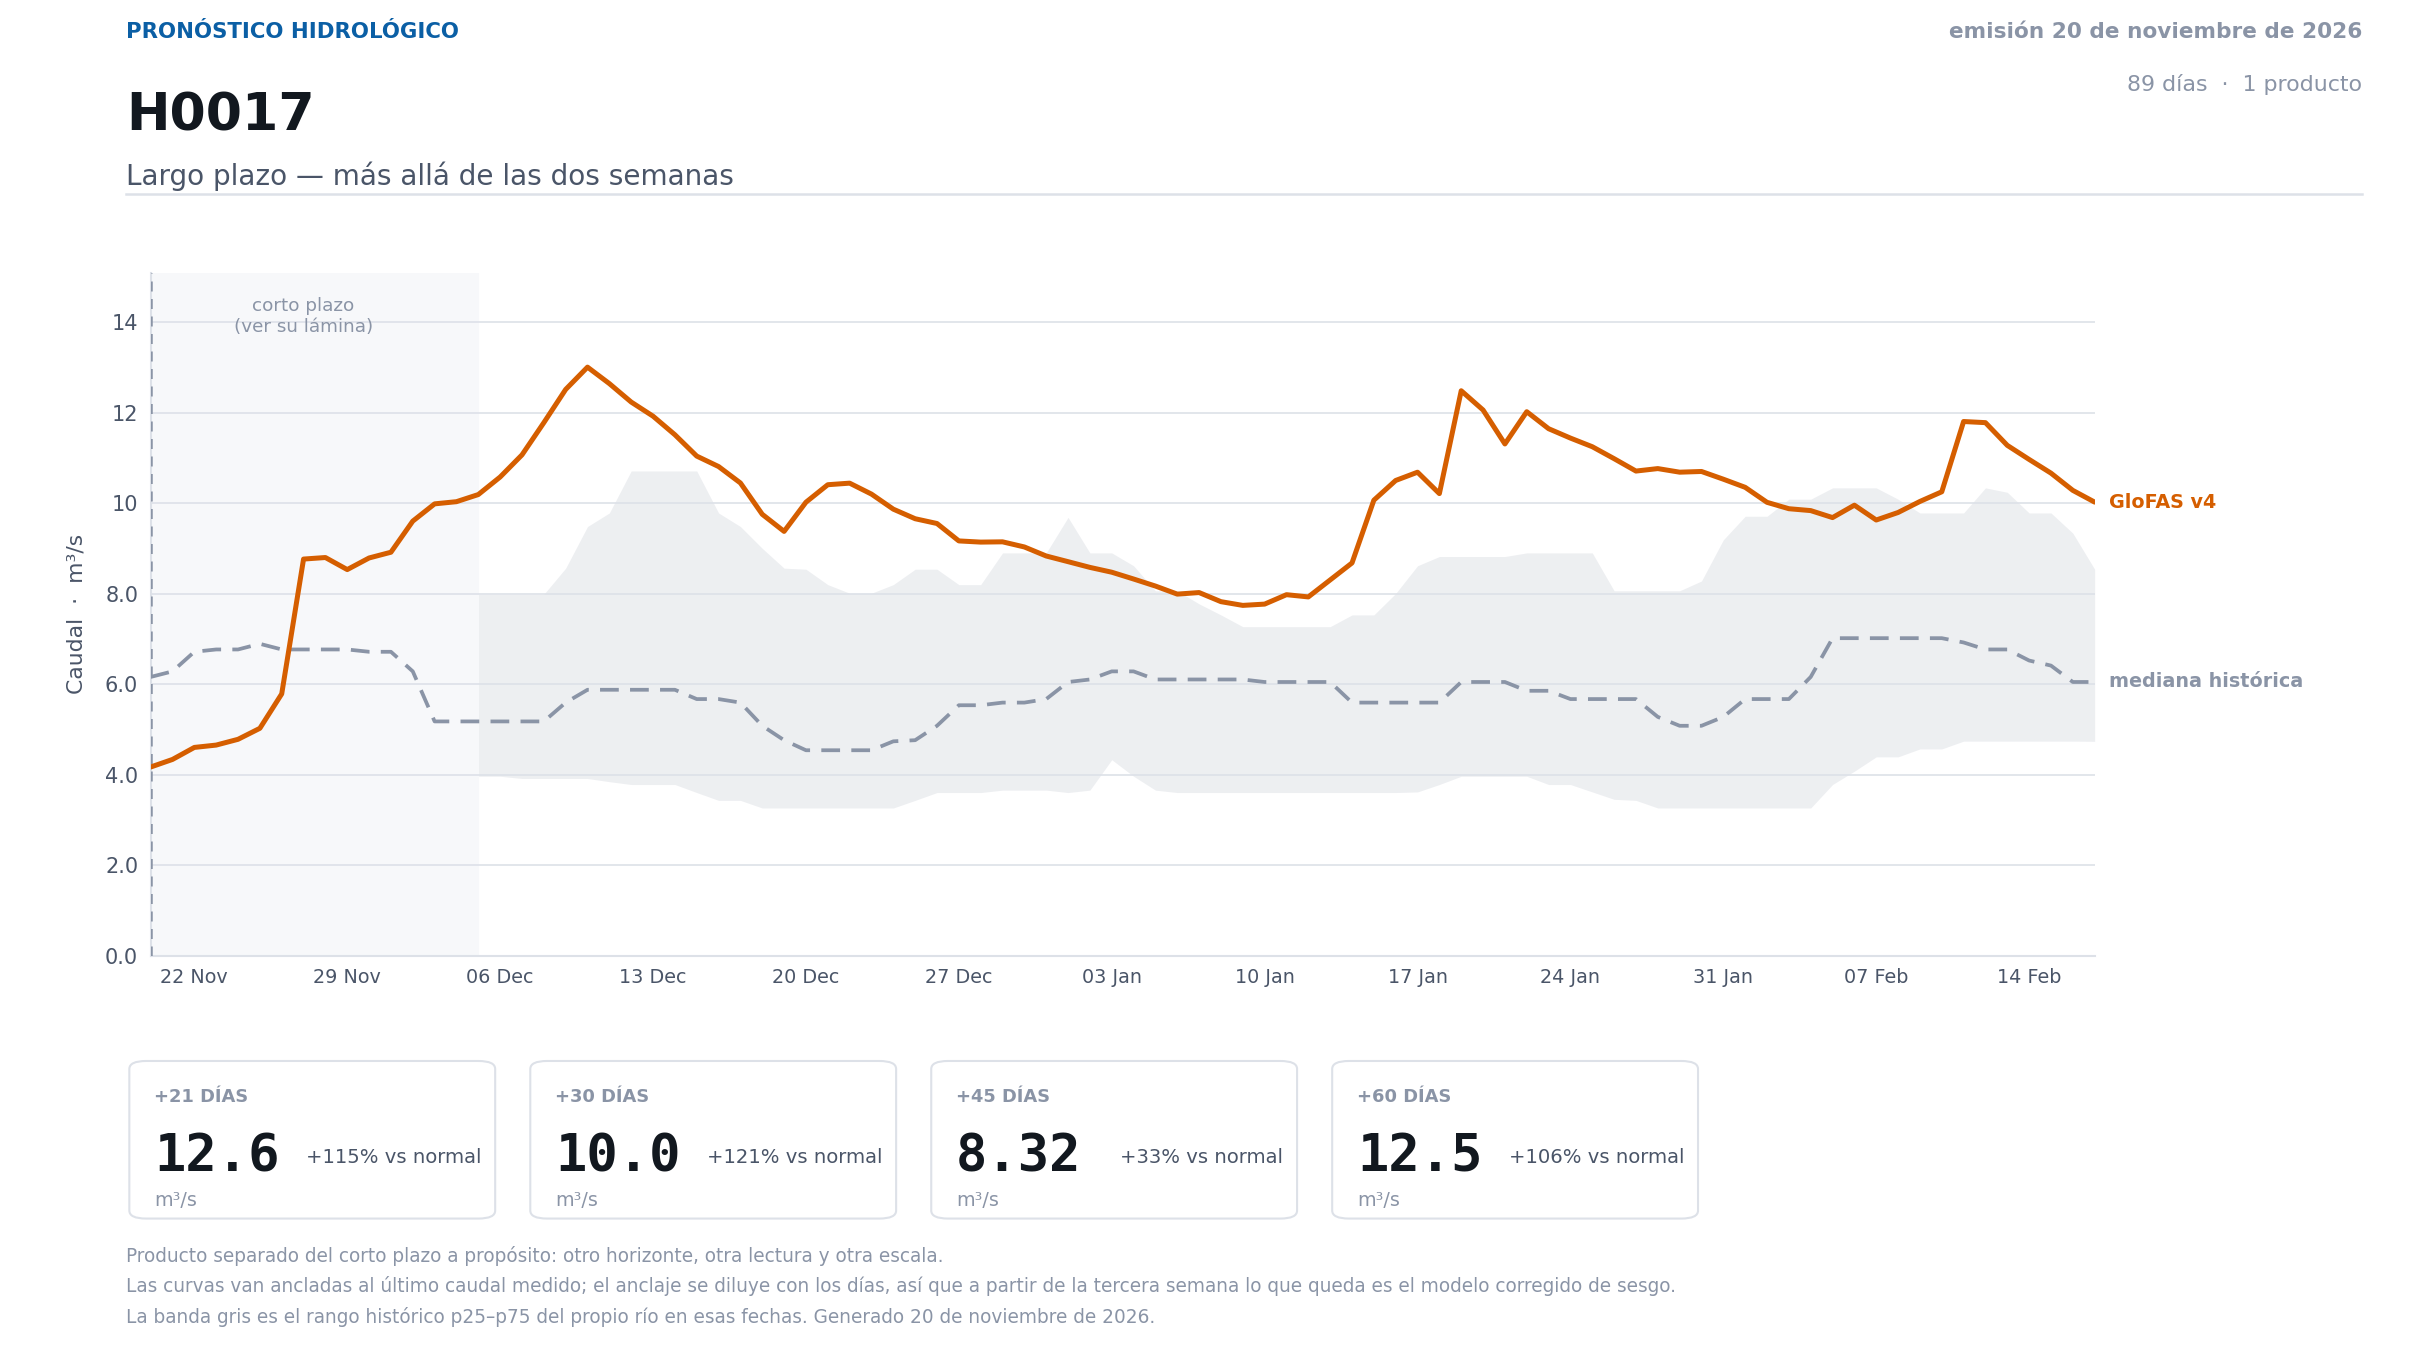 PRONÓSTICO HIDROLÓGICO
emisión 20 de noviembre de 2026
89 días · 1 producto
H0017
Largo plazo — más allá de las dos semanas
corto plazo
(ver su lámina)
Caudal · m³/s
14
12
10
8.0
6.0
4.0
2.0
0.0
GloFAS v4
mediana histórica
22 Nov
29 Nov
06 Dec
13 Dec
20 Dec
27 Dec
03 Jan
10 Jan
17 Jan
24 Jan
31 Jan
07 Feb
14 Feb
+21 DÍAS
12.6 +115% vs normal
m³/s
+30 DÍAS
10.0 +121% vs normal
m³/s
+45 DÍAS
8.32 +33% vs normal
m³/s
+60 DÍAS
12.5 +106% vs normal
m³/s
Producto separado del corto plazo a propósito: otro horizonte, otra lectura y otra escala.
Las curvas van ancladas al último caudal medido; el anclaje se diluye con los días, así que a partir de la tercera semana lo que queda es el modelo corregido de sesgo.
La banda gris es el rango histórico p25–p75 del propio río en esas fechas. Generado 20 de noviembre de 2026.